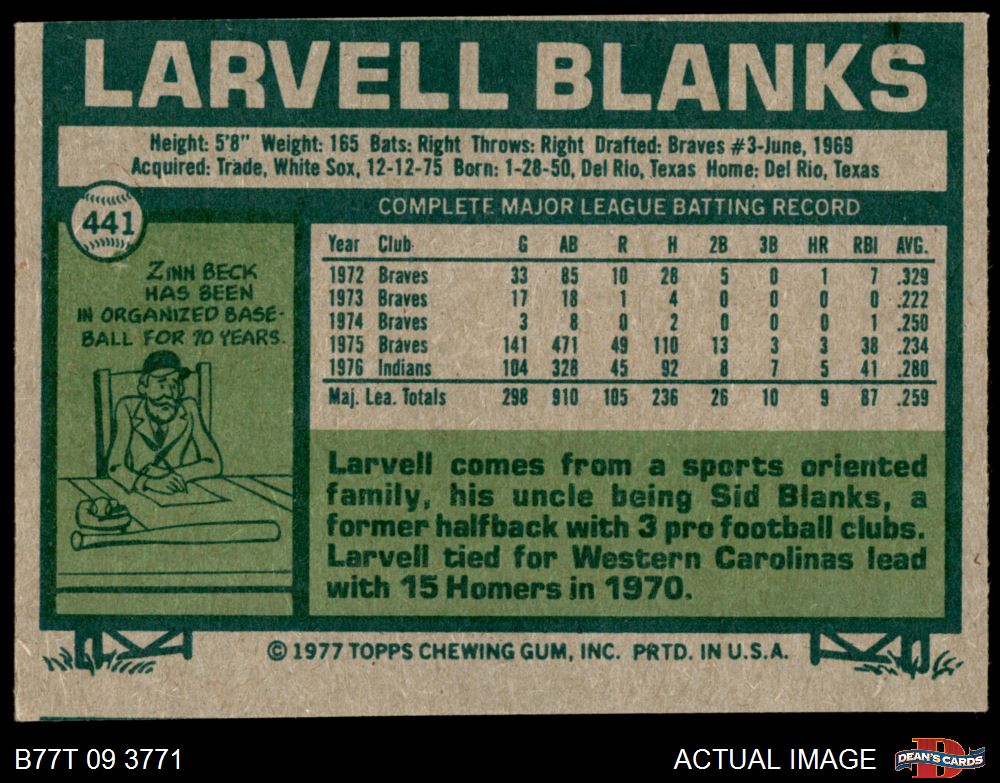 LARVELL BLANKS
Height: 5'8" Weight: 165 Bats: Right Throws: Right Drafted: Braves #3-June, 1969
Acquired: Trade, White Sox, 12-12-75 Born: 1-28-50, Del Rio, Texas Home: Del Rio, Texas
441
ZINN BECK
HAS BEEN
IN ORGANIZED BASE-
BALL FOR 70 YEARS.
COMPLETE MAJOR LEAGUE BATTING RECORD
Year Club G AB R H 2B 3B HR RBI AVG.
1972 Braves 33 85 10 28 5 0 1 7 .329
1973 Braves 17 18 1 4 0 0 0 0 .222
1974 Braves 3 8 0 2 0 0 0 1 .250
1975 Braves 141 471 49 110 13 3 3 38 .234
1976 Indians 104 328 45 92 8 7 5 41 .280
Maj. Lea. Totals 298 910 105 236 26 10 9 87 .259
Larvell comes from a sports oriented
family, his uncle being Sid Blanks, a
former halfback with 3 pro football clubs.
Larvell tied for Western Carolinas lead
with 15 Homers in 1970.
© 1977 TOPPS CHEWING GUM, INC. PRTD. IN U.S.A.
B77T 09 3771
ACTUAL IMAGE
DEAN'S CARDS